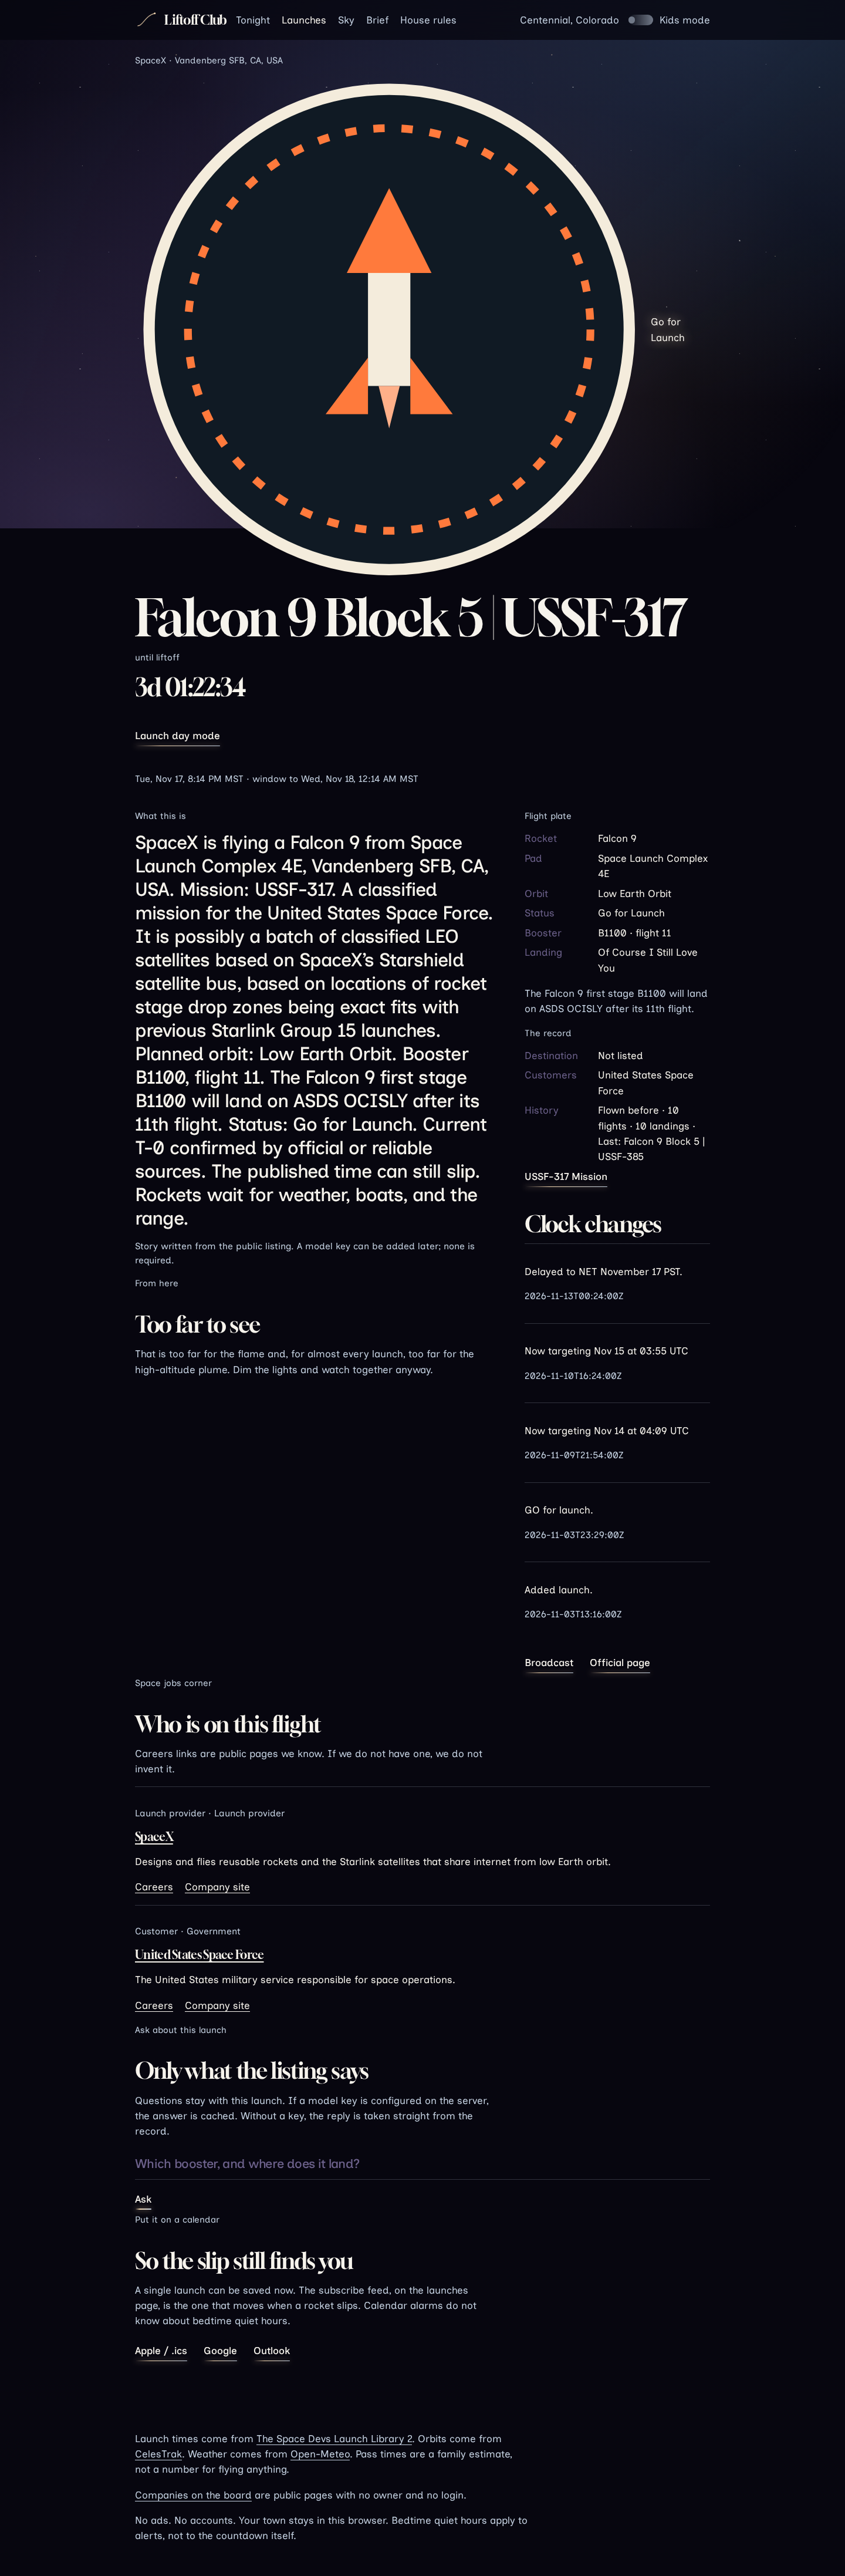 Liftoff Club Tonight Launches Sky Brief House rules Centennial, Colorado Kids mode
SpaceX · Vandenberg SFB, CA, USA
Go for
Launch
Falcon 9 Block 5 | USSF-317
until liftoff
3d 01:22:34
Launch day mode
Tue, Nov 17, 8:14 PM MST · window to Wed, Nov 18, 12:14 AM MST
What this is
SpaceX is flying a Falcon 9 from Space
Launch Complex 4E, Vandenberg SFB, CA,
USA. Mission: USSF-317. A classified
mission for the United States Space Force.
It is possibly a batch of classified LEO
satellites based on SpaceX's Starshield
satellite bus, based on locations of rocket
stage drop zones being exact fits with
previous Starlink Group 15 launches.
Planned orbit: Low Earth Orbit. Booster
B1100, flight 11. The Falcon 9 first stage
B1100 will land on ASDS OCISLY after its
11th flight. Status: Go for Launch. Current
T-0 confirmed by official or reliable
sources. The published time can still slip.
Rockets wait for weather, boats, and the
range.
Story written from the public listing. A model key can be added later; none is
required.
From here
Too far to see
That is too far for the flame and, for almost every launch, too far for the
high-altitude plume. Dim the lights and watch together anyway.
Flight plate
Rocket Falcon 9
Pad Space Launch Complex
4E
Orbit Low Earth Orbit
Status Go for Launch
Booster B1100 · flight 11
Landing Of Course I Still Love
You
The Falcon 9 first stage B1100 will land
on ASDS OCISLY after its 11th flight.
The record
Destination Not listed
Customers United States Space
Force
History Flown before · 10
flights · 10 landings ·
Last: Falcon 9 Block 5 |
USSF-385
USSF-317 Mission
Clock changes
Delayed to NET November 17 PST.
2026-11-13T00:24:00Z
Now targeting Nov 15 at 03:55 UTC
2026-11-10T16:24:00Z
Now targeting Nov 14 at 04:09 UTC
2026-11-09T21:54:00Z
GO for launch.
2026-11-03T23:29:00Z
Added launch.
2026-11-03T13:16:00Z
Broadcast Official page
Space jobs corner
Who is on this flight
Careers links are public pages we know. If we do not have one, we do not
invent it.
Launch provider · Launch provider
SpaceX
Designs and flies reusable rockets and the Starlink satellites that share internet from low Earth orbit.
Careers Company site
Customer · Government
United States Space Force
The United States military service responsible for space operations.
Careers Company site
Ask about this launch
Only what the listing says
Questions stay with this launch. If a model key is configured on the server,
the answer is cached. Without a key, the reply is taken straight from the
record.
Which booster, and where does it land?
Ask
Put it on a calendar
So the slip still finds you
A single launch can be saved now. The subscribe feed, on the launches
page, is the one that moves when a rocket slips. Calendar alarms do not
know about bedtime quiet hours.
Apple / .ics Google Outlook
Launch times come from The Space Devs Launch Library 2. Orbits come from
CelesTrak. Weather comes from Open-Meteo. Pass times are a family estimate,
not a number for flying anything.
Companies on the board are public pages with no owner and no login.
No ads. No accounts. Your town stays in this browser. Bedtime quiet hours apply to
alerts, not to the countdown itself.